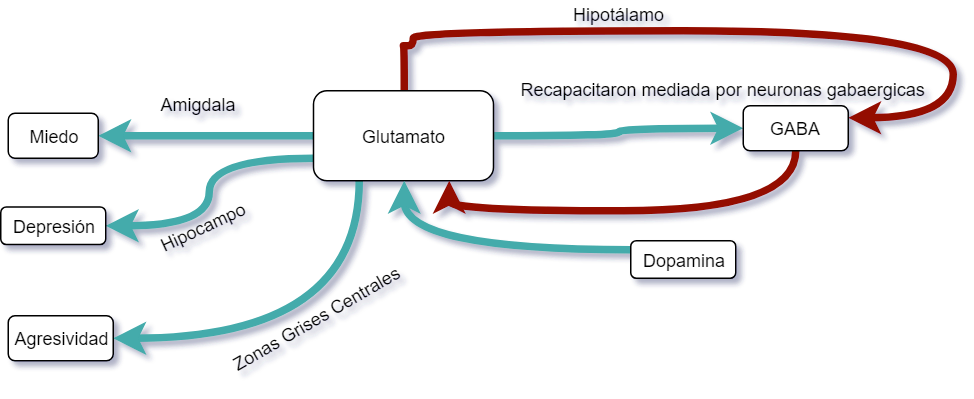 Hipotálamo
Recapacitaron mediada por neuronas gabaergicas
Amigdala
Miedo
Glutamato
GABA
Depresión
Hipocampo
Dopamina
Zonas Grises Centrales
Agresividad